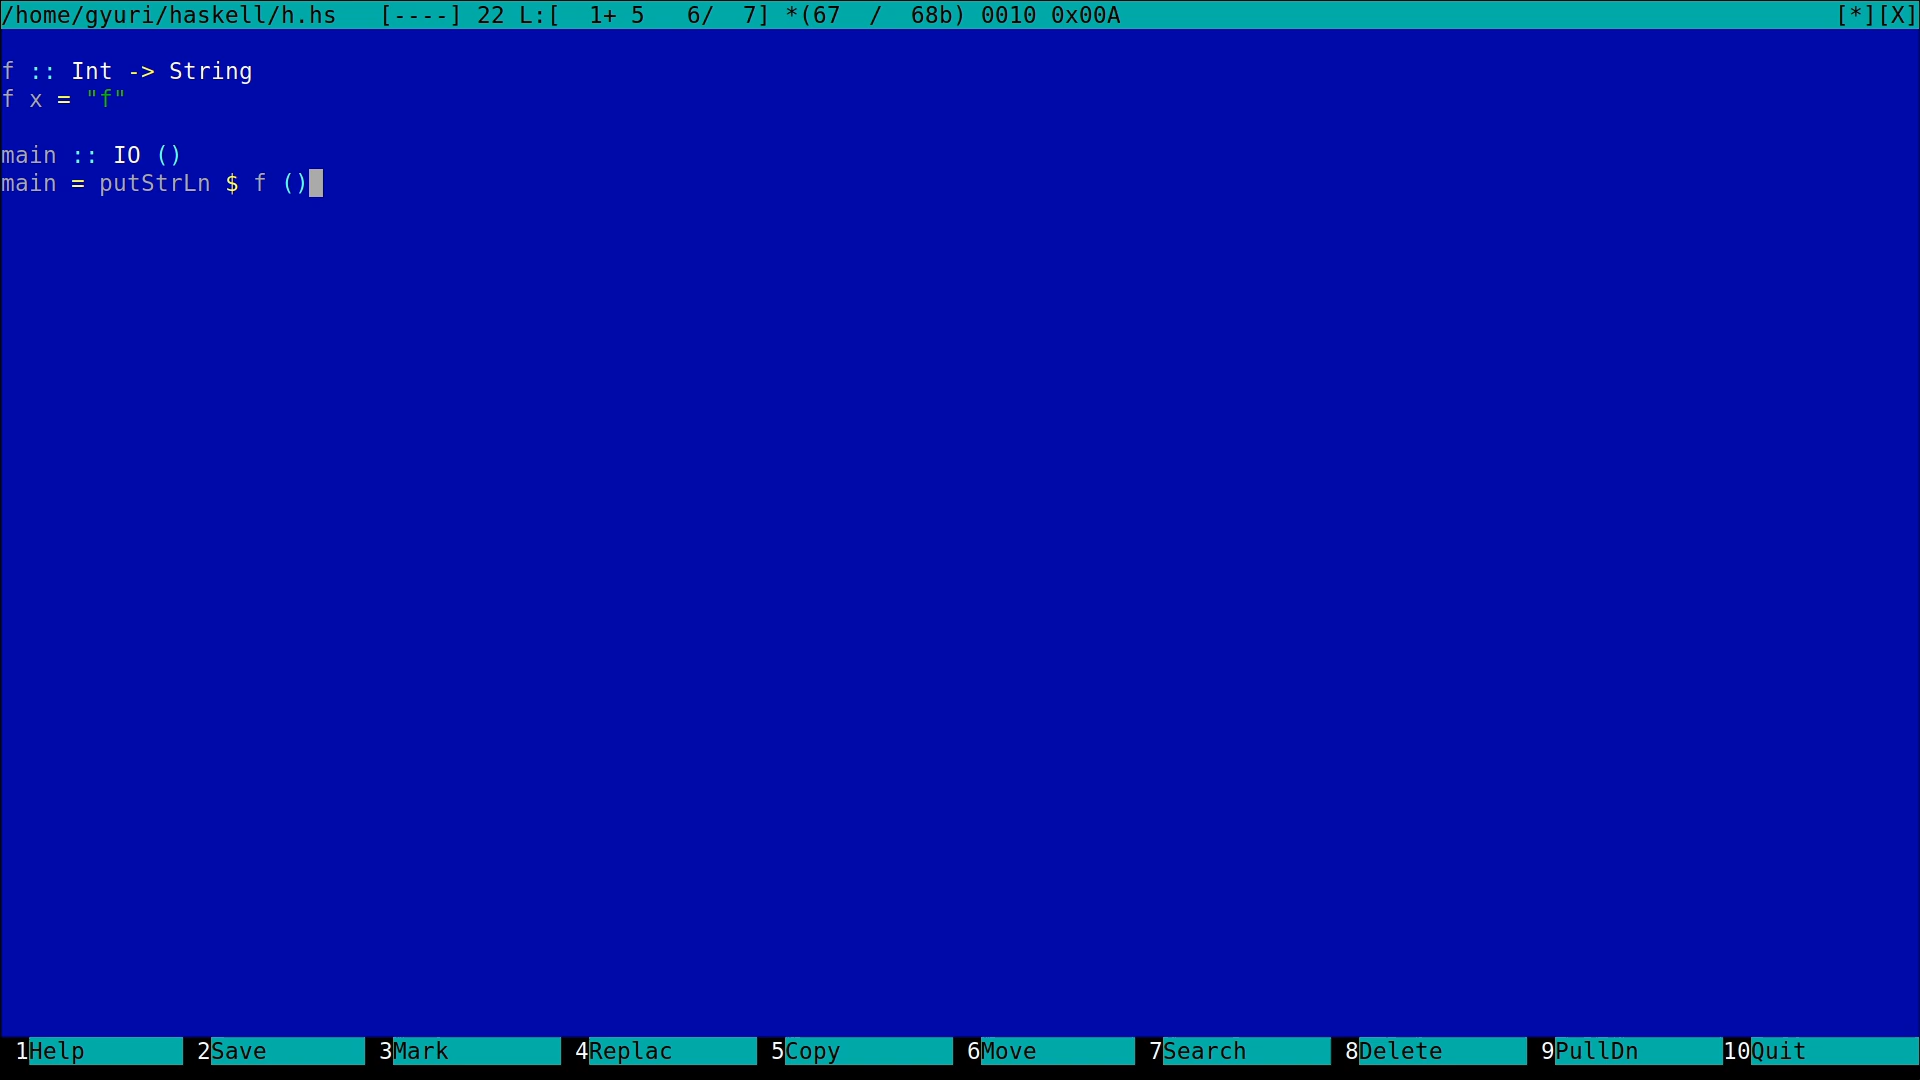 /home/gyuri/haskell/h.hs   [----] 22 L:[  1+ 5   6/  7] *(67  /  68b) 0010 0x00A [*][X]
f :: Int -> String
f x = "f"
main :: IO ()
main = putStrLn $ f ()
1Help 2Save 3Mark 4Replac 5Copy 6Move 7Search 8Delete 9PullDn 10Quit